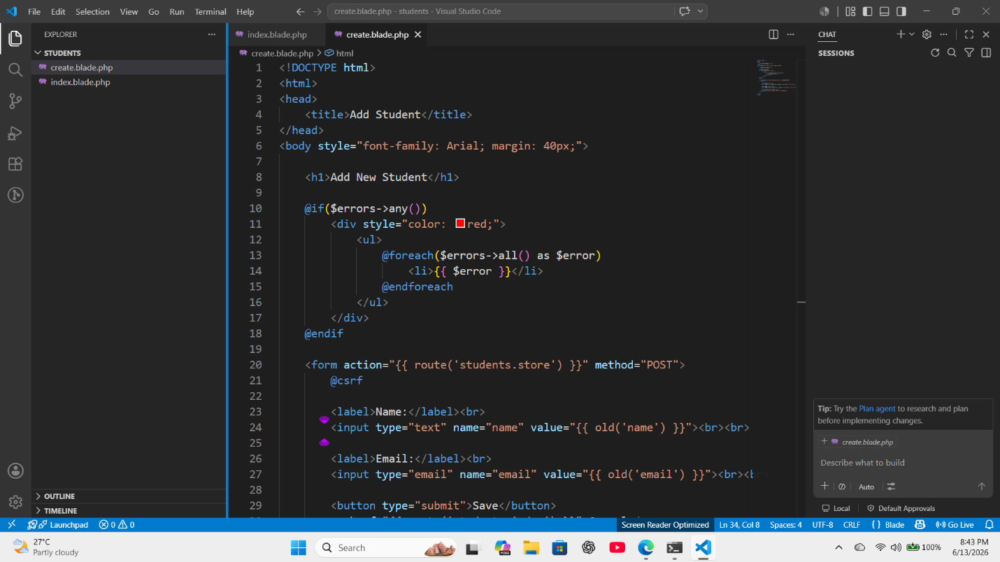 File Edit Selection View Go Run Terminal Help
create.blade.php - students - Visual Studio Code
EXPLORER
STUDENTS
create.blade.php
index.blade.php
OUTLINE
TIMELINE
index.blade.php
create.blade.php
create.blade.php > html
1 <!DOCTYPE html>
2 <html>
3 <head>
4 <title>Add Student</title>
5 </head>
6 <body style="font-family: Arial; margin: 40px;">
7
8 <h1>Add New Student</h1>
9
10 @if($errors->any())
11 <div style="color: red;">
12 <ul>
13 @foreach($errors->all() as $error)
14 <li>{{ $error }}</li>
15 @endforeach
16 </ul>
17 </div>
18 @endif
19
20 <form action="{{ route('students.store') }}" method="POST">
21 @csrf
22
23 <label>Name:</label><br>
24 <input type="text" name="name" value="{{ old('name') }}"><br><br>
25
26 <label>Email:</label><br>
27 <input type="email" name="email" value="{{ old('email') }}"><br><br>
28
29 <button type="submit">Save</button>
CHAT
SESSIONS
Tip: Try the Plan agent to research and plan
before implementing changes.
create.blade.php
Describe what to build
Auto
Local
Default Approvals
Launchpad 0 0
Screen Reader Optimized Ln 34, Col 8 Spaces: 4 UTF-8 CRLF { } Blade Go Live
27°C
Partly cloudy
Search
M365
100%
8:43 PM
6/13/2026